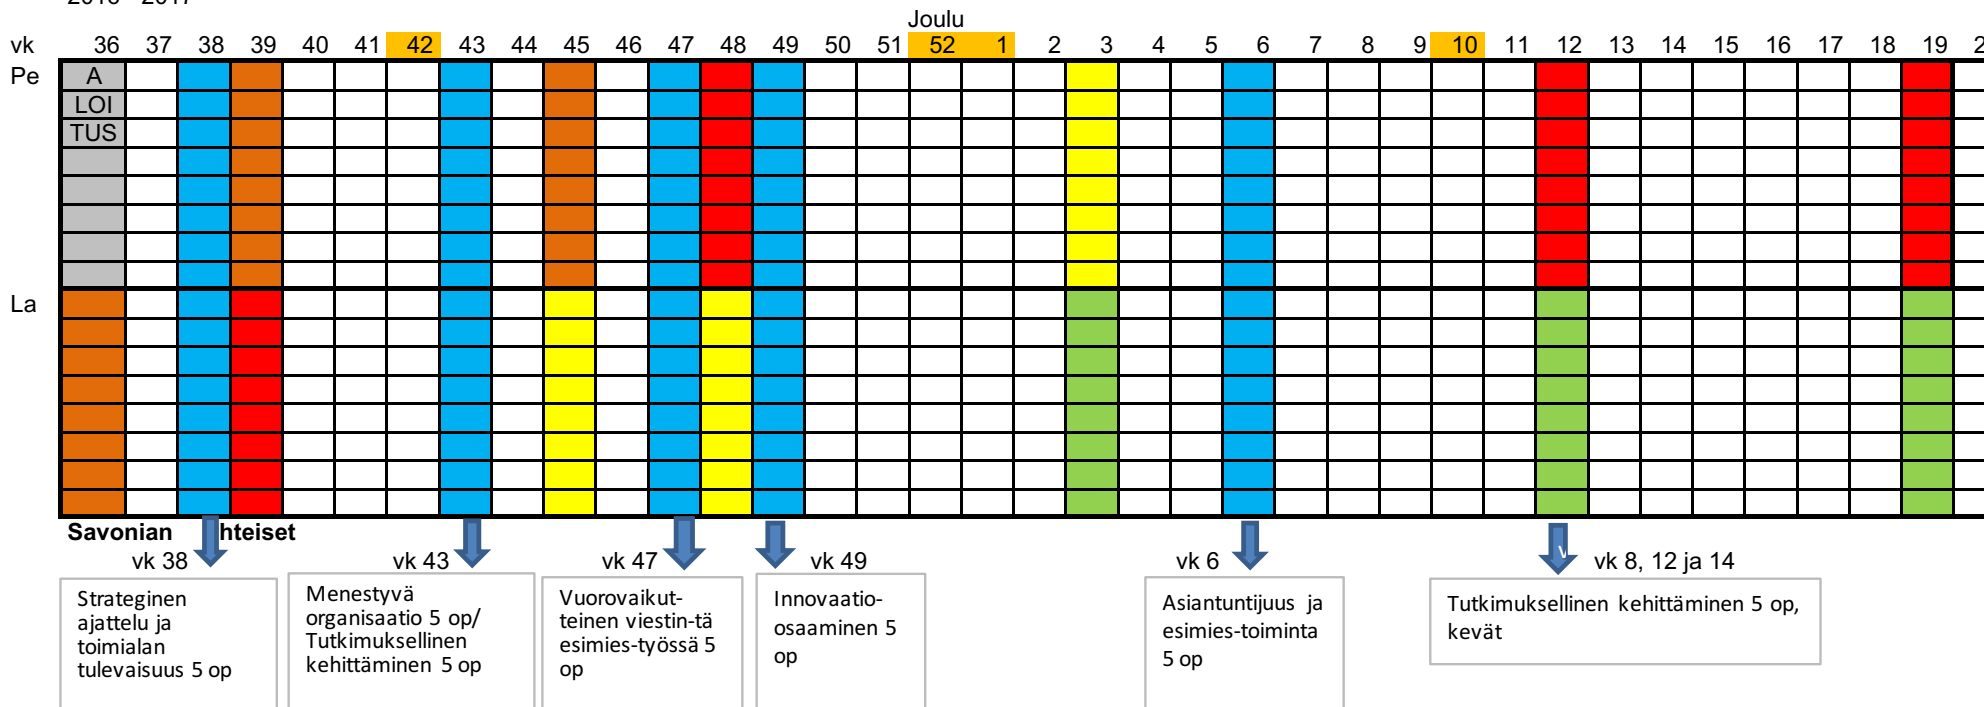 Joulu
vk 36 37 38 39 40 41 42 43 44 45 46 47 48 49 50 51 52 1 2 3 4 5 6 7 8 9 10 11 12 13 14 15 16 17 18 19
Pe A
LOI
TUS
La
Savonian hteiset
vk 38
vk 43
vk 47
vk 49
vk 6
vk 8, 12 ja 14
Strateginen
ajattelu ja
toimialan
tulevaisuus 5 op
Menestyvä
organisaatio 5 op/
Tutkimuksellinen
kehittäminen 5 op
Vuorovaikut-
teinen viestin-tä
esimies-työssä 5
op
Innovaatio-
osaaminen 5
op
Asiantuntijuus ja
esimies-toiminta
5 op
Tutkimuksellinen kehittäminen 5 op,
kevät